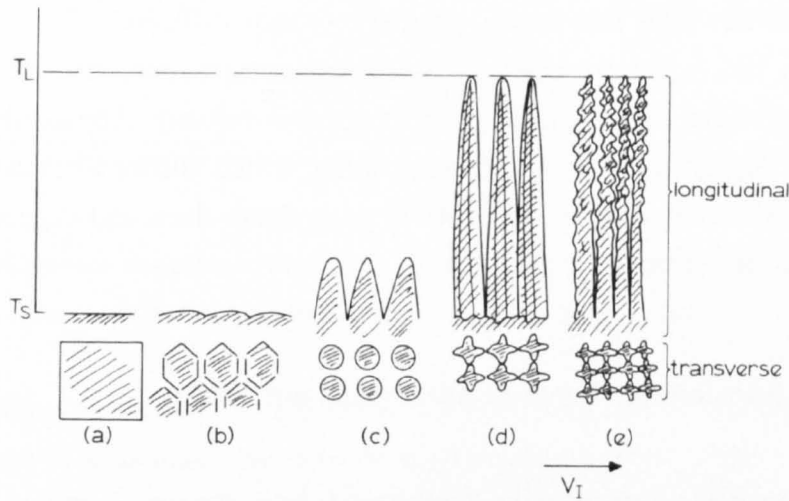 T_L
longitudinal
T_S
transverse
(a) (b) (c) (d) (e)
V_I